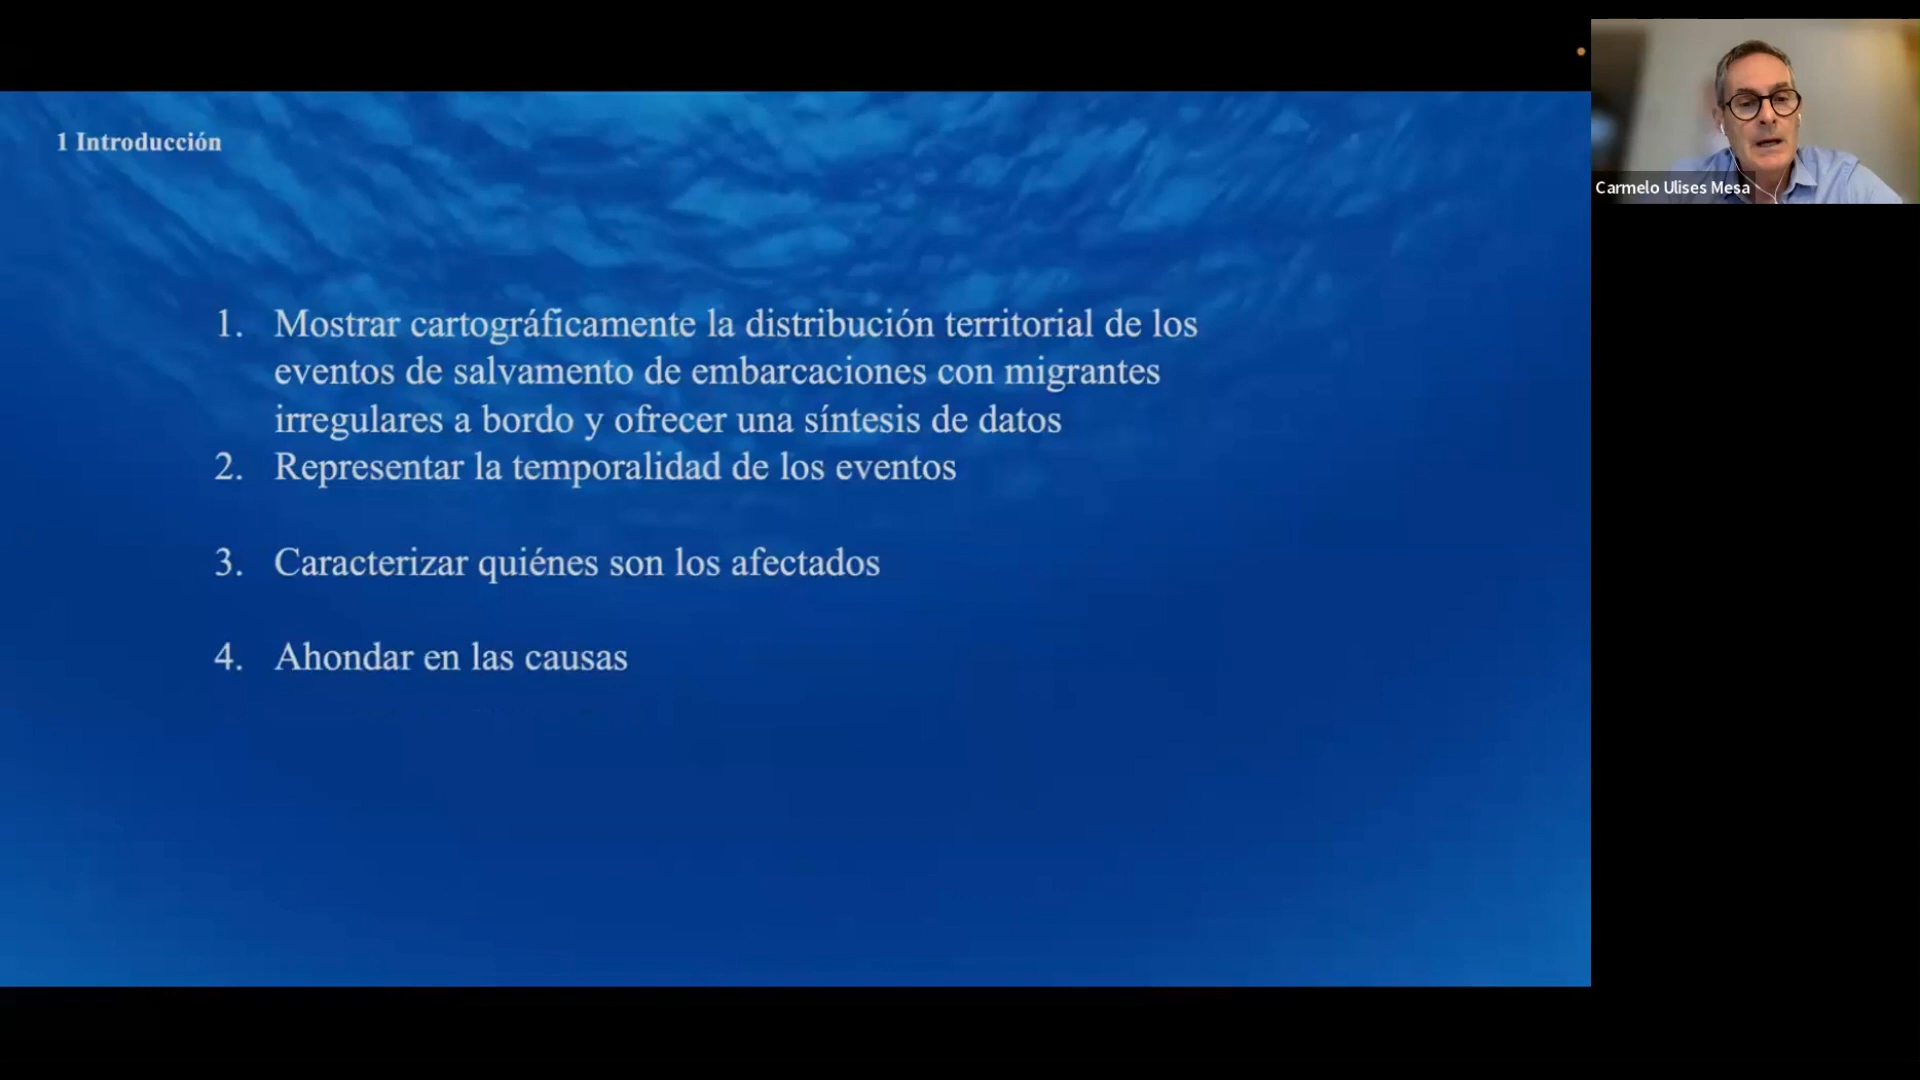 1 Introducción
1. Mostrar cartográficamente la distribución territorial de los
eventos de salvamento de embarcaciones con migrantes
irregulares a bordo y ofrecer una síntesis de datos
2. Representar la temporalidad de los eventos
3. Caracterizar quiénes son los afectados
4. Ahondar en las causas
Carmelo Ulises Mesa